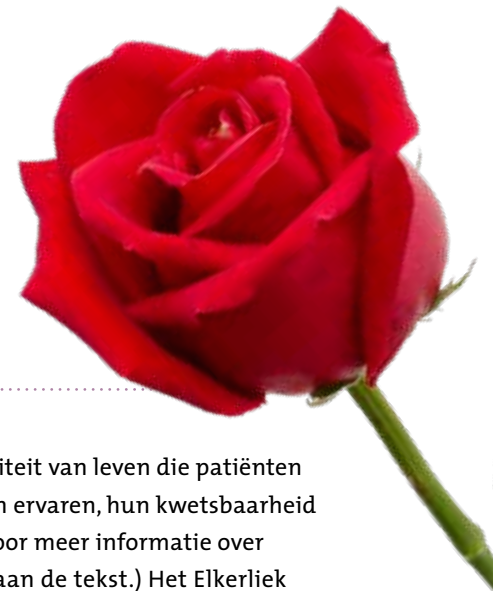 iteit van leven die patiënten
n ervaren, hun kwetsbaarheid
oor meer informatie over
aan de tekst.) Het Elkerliek